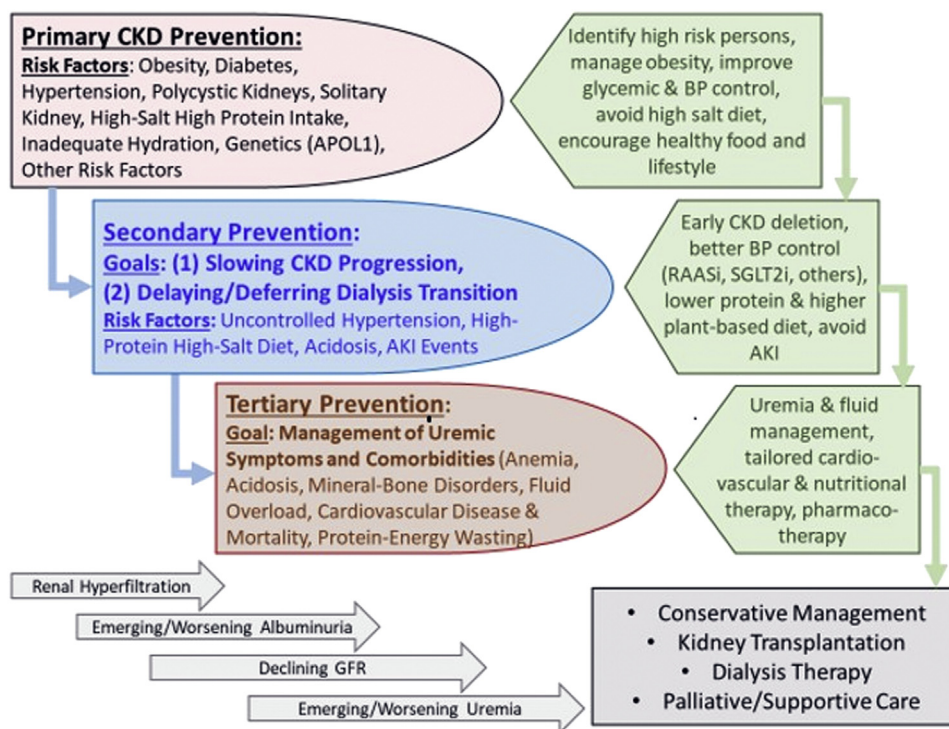 Primary CKD Prevention:
Risk Factors: Obesity, Diabetes,
Hypertension, Polycystic Kidneys, Solitary
Kidney, High-Salt High Protein Intake,
Inadequate Hydration, Genetics (APOL1),
Other Risk Factors
Identify high risk persons,
manage obesity, improve
glycemic & BP control,
avoid high salt diet,
encourage healthy food and
lifestyle
Secondary Prevention:
Goals: (1) Slowing CKD Progression,
(2) Delaying/Deferring Dialysis Transition
Risk Factors: Uncontrolled Hypertension, High-
Protein High-Salt Diet, Acidosis, AKI Events
Early CKD deletion,
better BP control
(RAASi, SGLT2i, others),
lower protein & higher
plant-based diet, avoid
AKI
Tertiary Prevention:
Goal: Management of Uremic
Symptoms and Comorbidities (Anemia,
Acidosis, Mineral-Bone Disorders, Fluid
Overload, Cardiovascular Disease &
Mortality, Protein-Energy Wasting)
Uremia & fluid
management,
tailored cardio-
vascular &
nutritional
therapy, pharmaco-
therapy
Renal Hyperfiltration
Emerging/Worsening Albuminuria
Declining GFR
Emerging/Worsening Uremia
• Conservative Management
• Kidney Transplantation
• Dialysis Therapy
• Palliative/Supportive Care